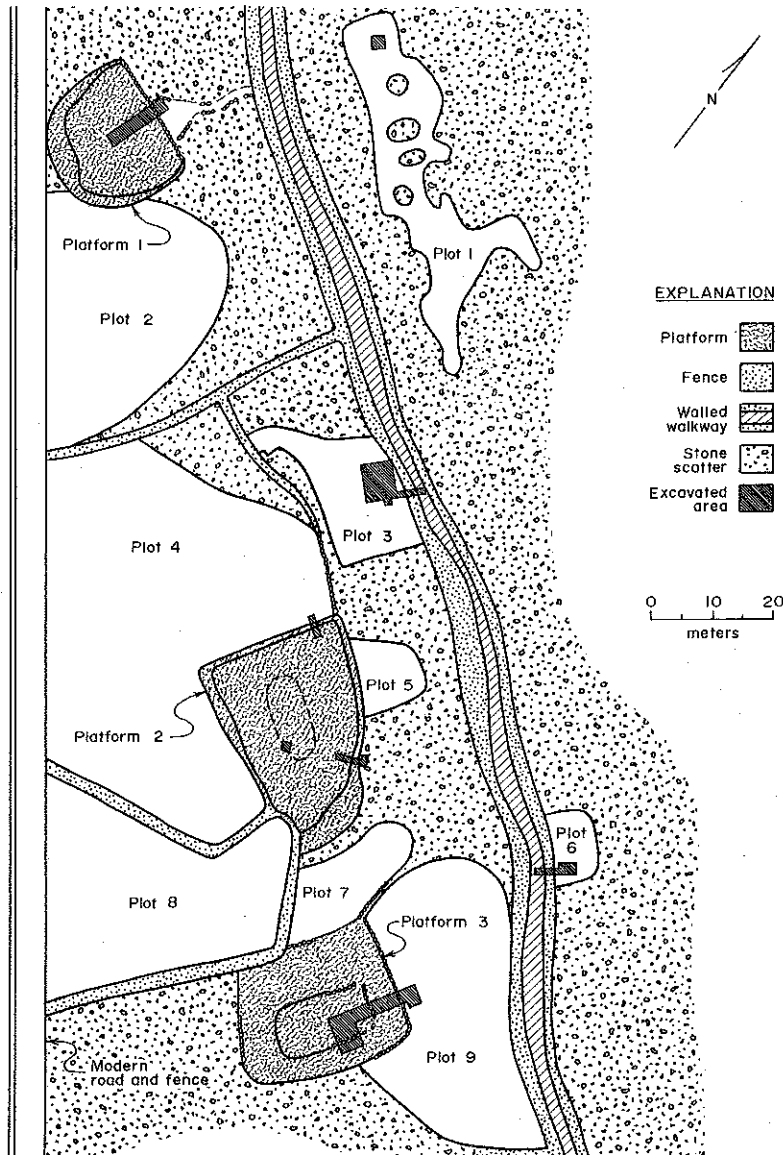 N
Platform 1
Plot 1
Plot 2
EXPLANATION
Platform
Fence
Walled
walkway
Stone
scatter
Excavated
area
Plot 3
Plot 4
0 10 20
meters
Plot 5
Platform 2
Plot
6
Plot 8
Plot 7
Platform 3
Plot 9
Modern
road and fence